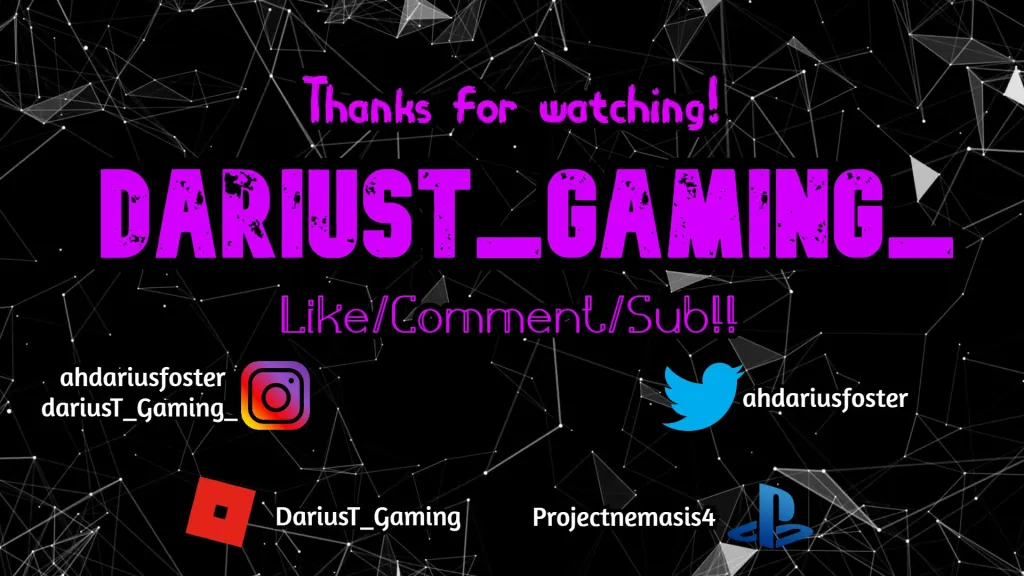 Thanks for watching!
DARIUST_GAMING_
Like/Comment/Sub!!
ahdariusfoster
dariusT_Gaming_
ahdariusfoster
DariusT_Gaming
Projectnemasis4